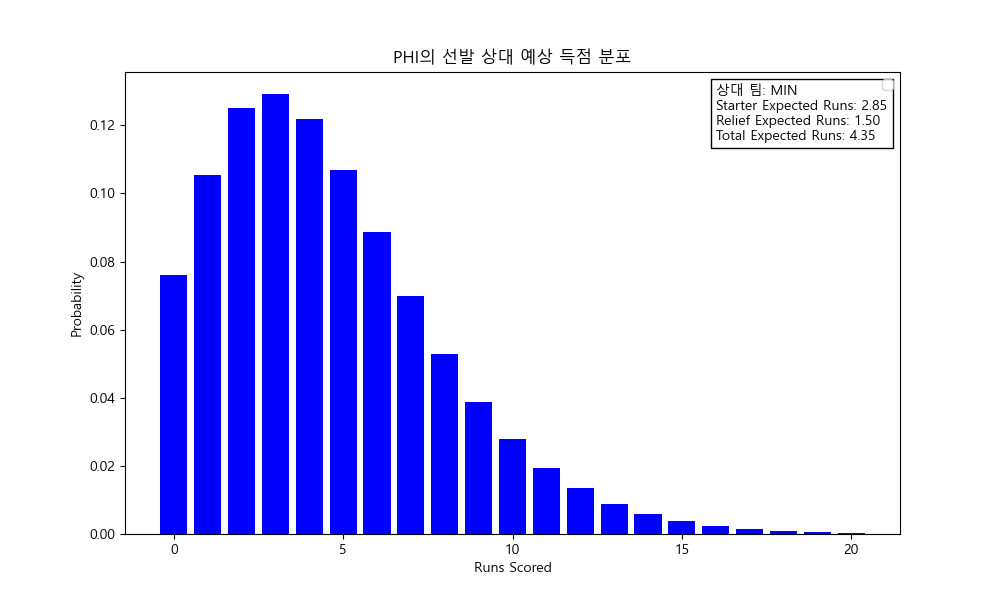 PHI의 선발 상대 예상 득점 분포
상대 팀: MIN
Starter Expected Runs: 2.85
Relief Expected Runs: 1.50
Total Expected Runs: 4.35
Probability
0.12
0.10
0.08
0.06
0.04
0.02
0.00
0
5
10
15
20
Runs Scored